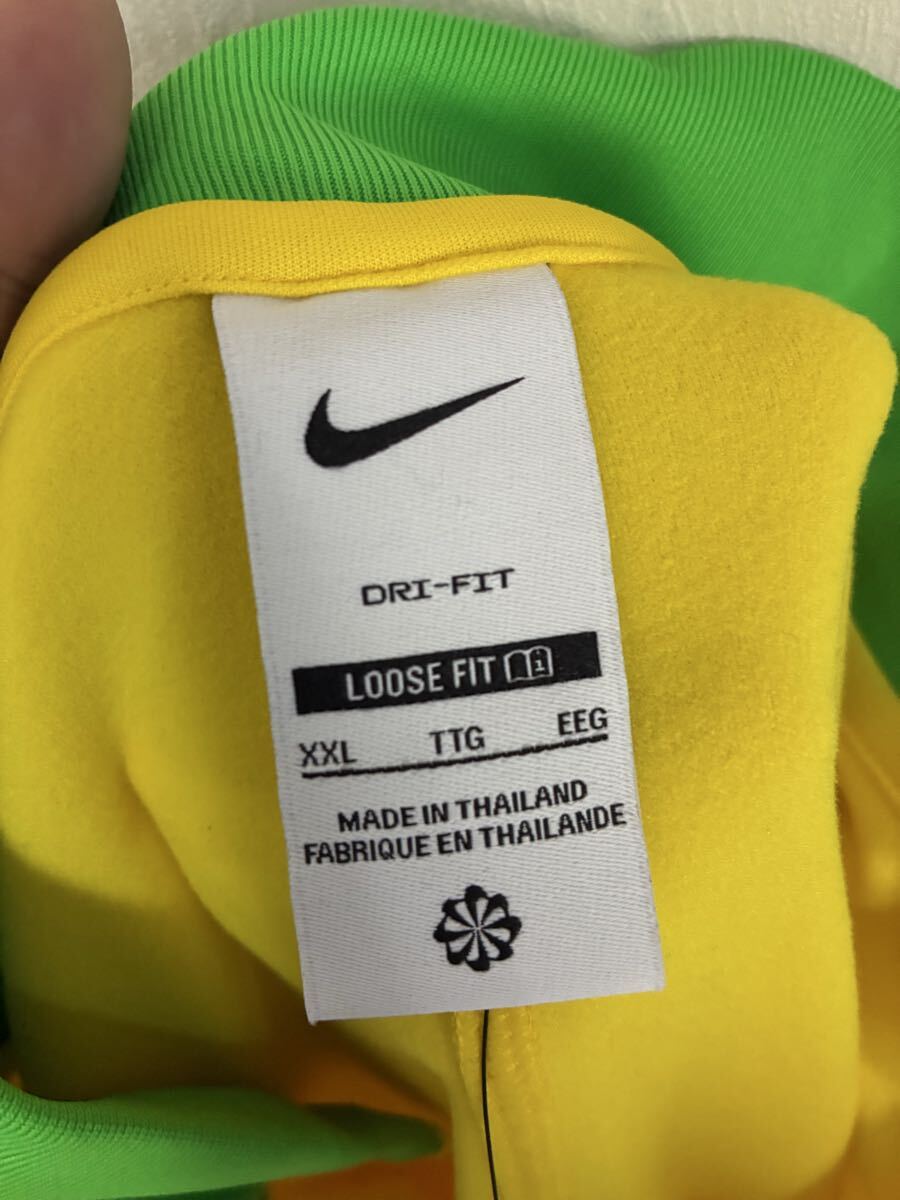 DRI-FIT
LOOSE FIT
XXL TTG EEG
MADE IN THAILAND
FABRIQUE EN THAILANDE